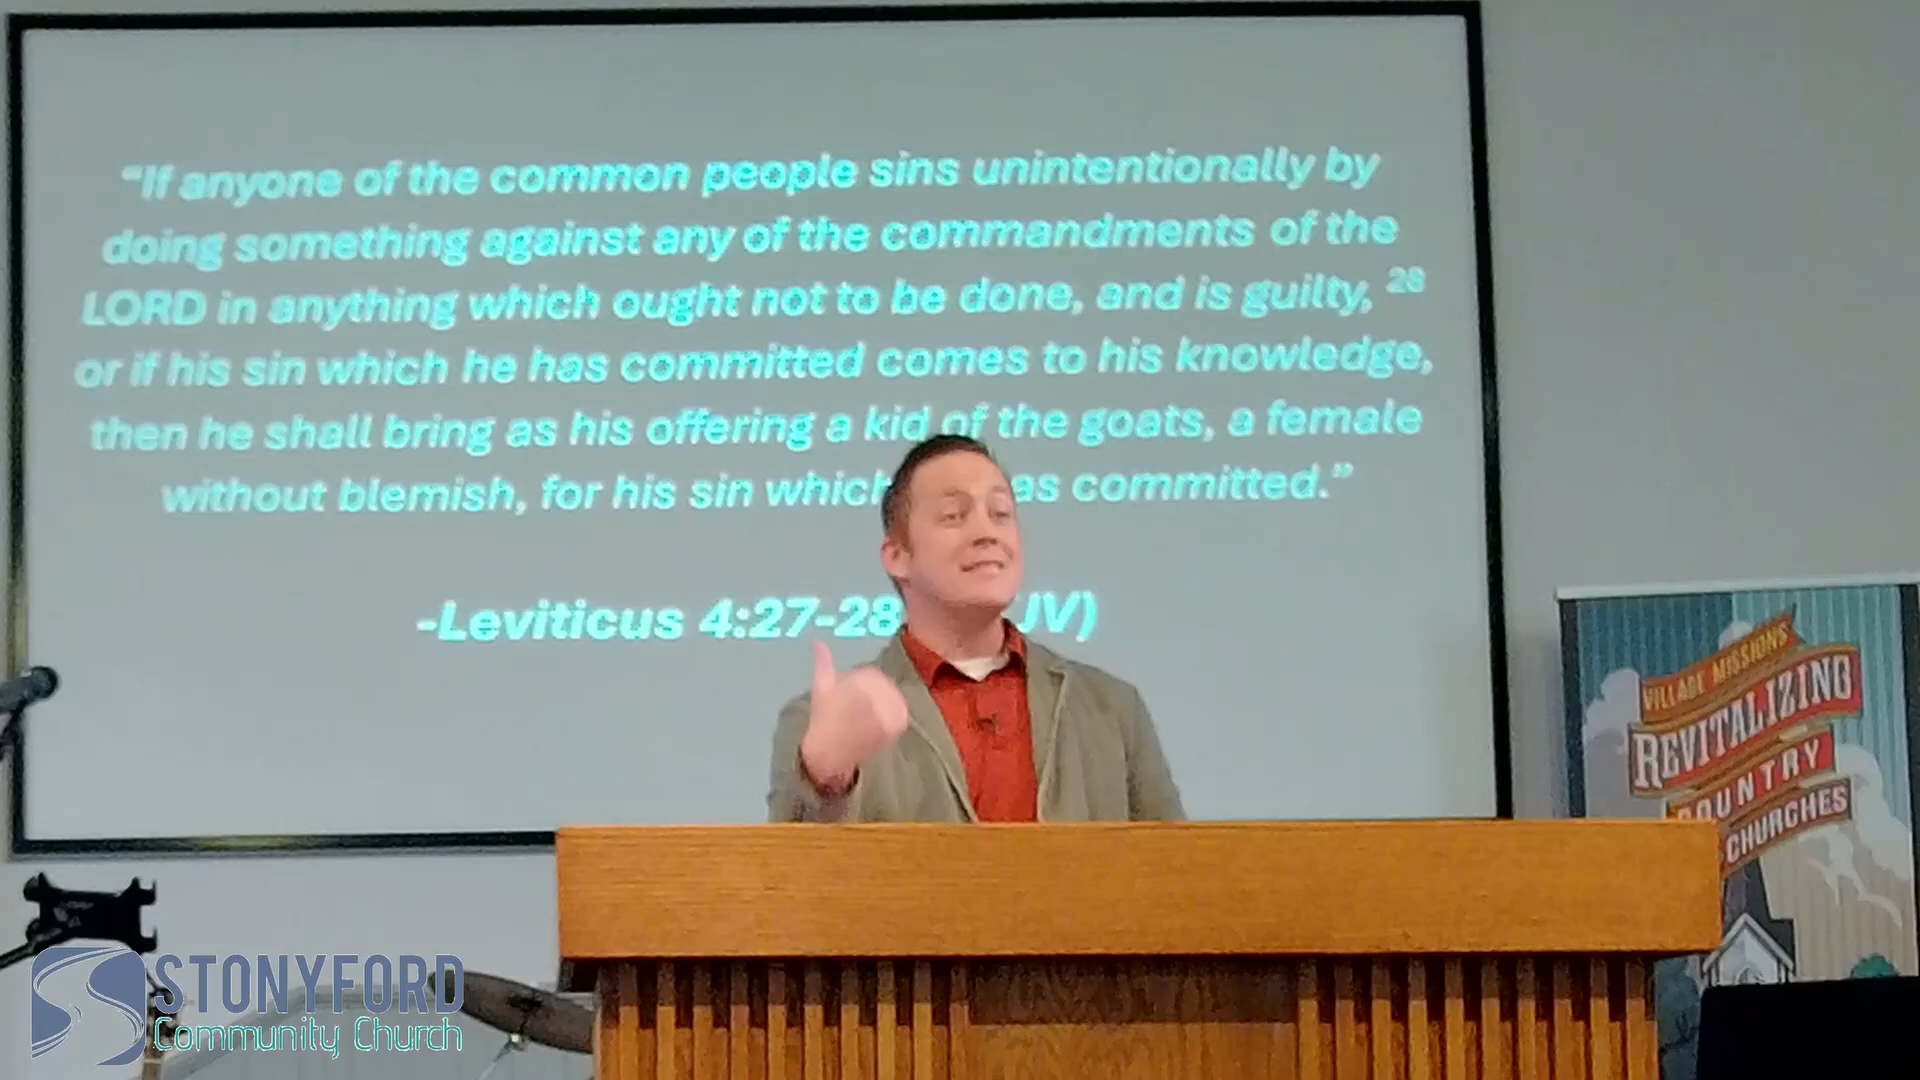 “If anyone of the common people sins unintentionally by
doing something against any of the commandments of the
LORD in anything which ought not to be done, and is guilty, 28
or if his sin which he has committed comes to his knowledge,
then he shall bring as his offering a kid of the goats, a female
without blemish, for his sin which as committed.”
-Leviticus 4:27-28 JV)
VILLAGE MISSIONS
REVITALIZING
COUNTRY
CHURCHES
STONYFORD
Community Church